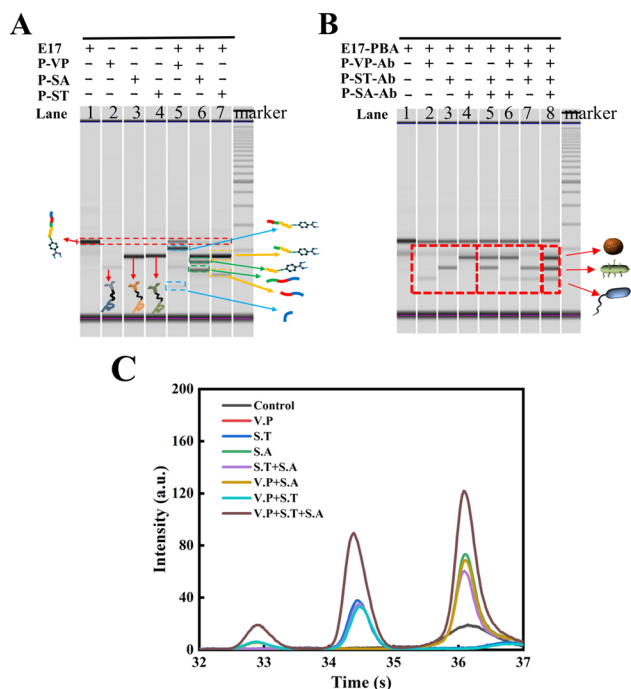 A
E17 + + + +
P-VP + +
P-SA + +
P-ST + +
Lane 1 2 3 4 5 6 7 marker
B
E17-PBA + + + + + + + +
P-VP-Ab + + + +
P-ST-Ab + + + +
P-SA-Ab + + + +
1 2 3 4 5 6 7 8 marker
Lane
C
200
160
120
80
40
0
Intensity (a.u.)
Control
V.P
S.T
S.A
S.T+S.A
V.P+S.A
V.P+S.T
V.P+S.T+S.A
32 33 34 35 36 37
Time (s)